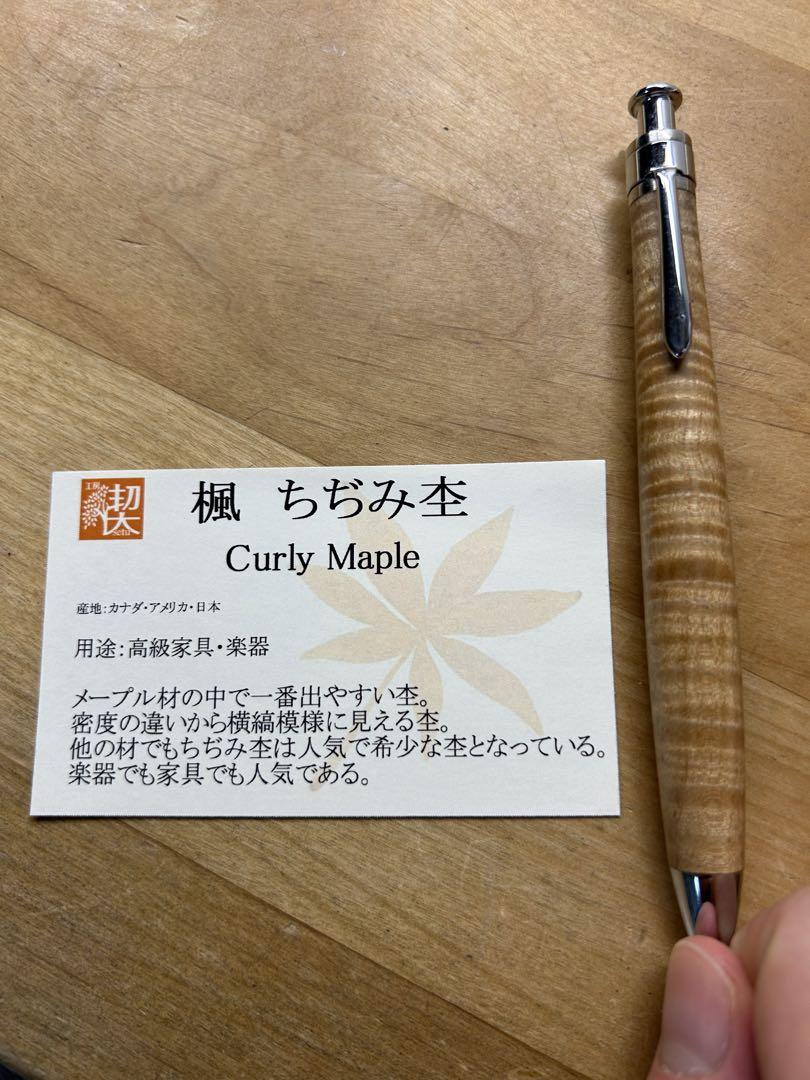 工房
setu
楓 ちぢみ杢
Curly Maple
産地:カナダ・アメリカ・日本
用途:高級家具・楽器
メープル材の中で一番出やすい杢。
密度の違いから横縞模様に見える杢。
他の材でもちぢみ杢は人気で希少な杢となっている。
楽器でも家具でも人気である。